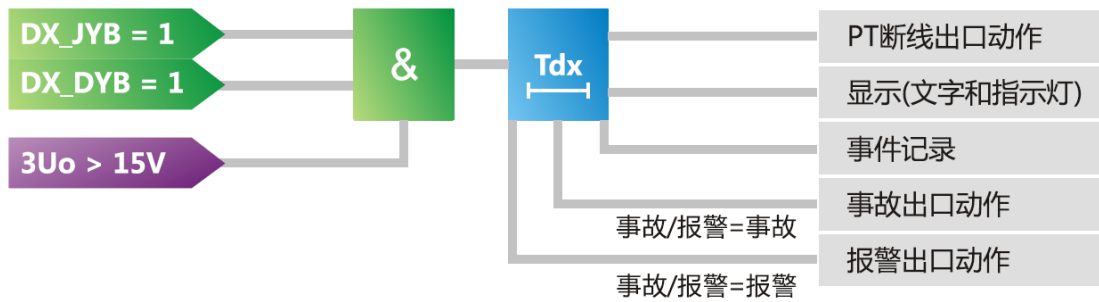 DX_JYB = 1
DX_DYB = 1
3Uo > 15V
&
Tdx
PT断线出口动作
显示(文字和指示灯)
事件记录
事故出口动作
事故/报警=事故
报警出口动作
事故/报警=报警